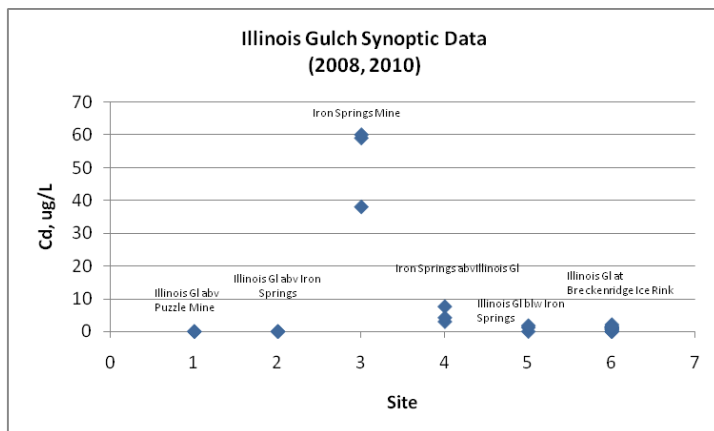 Illinois Gulch Synoptic Data
(2008, 2010)
Cd, ug/L
70
60
50
40
30
20
10
0
Iron Springs Mine
Illinois Gl abv
Puzzle Mine
Illinois Gl abv Iron
Springs
Iron Springs abv Illinois Gl
Illinois Gl blw Iron
Springs
Illinois Gl at
Breckenridge Ice Rink
0 1 2 3 4 5 6 7
Site